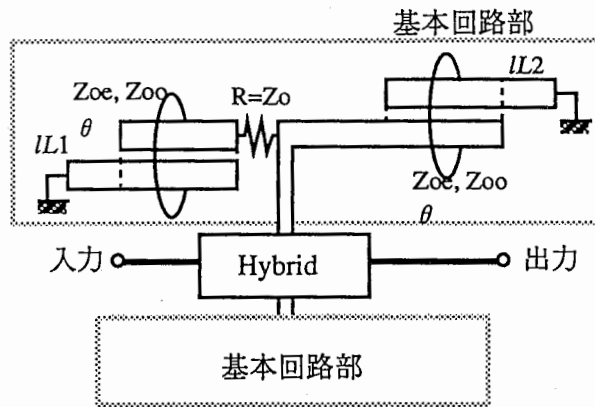 基本回路部
lL2
Zoe, Zoo
R=Zo
θ
lL1
Zoe, Zoo
θ
入力
Hybrid
出力
基本回路部